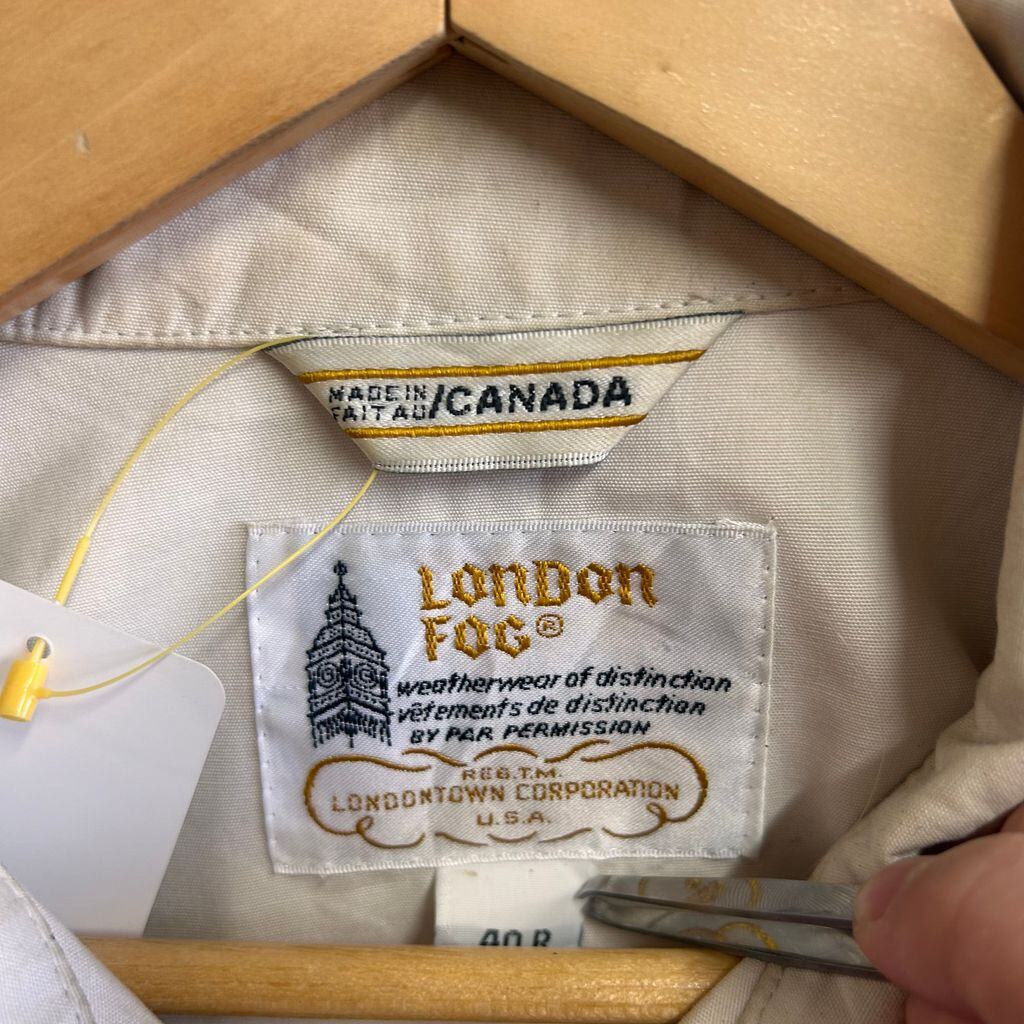 MADE IN
FAIT AU/CANADA
LONDON
FOG®
weatherwear of distinction
vêtements de distinction
BY PAR PERMISSION
REG.T.M.
LONDONTOWN CORPORATION
U.S.A.
40 R